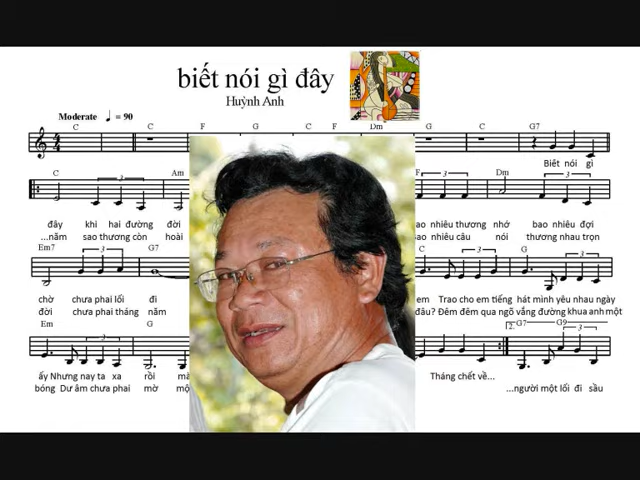 biết nói gì đây
Huỳnh Anh
Moderate ♩ = 90
C C F G C F Dm G C G7
Biết nói gì
C Am F Dm
đây khi hai đường đời bao nhiêu thương nhớ bao nhiêu đợi
...năm sao thương còn hoài bao nhiêu câu nói thương nhau trọn
Em7 G C G
chờ chưa phai lối đi em Trao cho em tiếng hát mình yêu nhau ngày
đời chưa phai tháng năm đâu? Đêm đêm qua ngõ vắng đường khua anh một
Em G 2. G7 G9
ấy Nhưng nay ta xa rồi Tháng chết về...
bóng Dư âm chưa phai mờ ...người một lối đi sầu